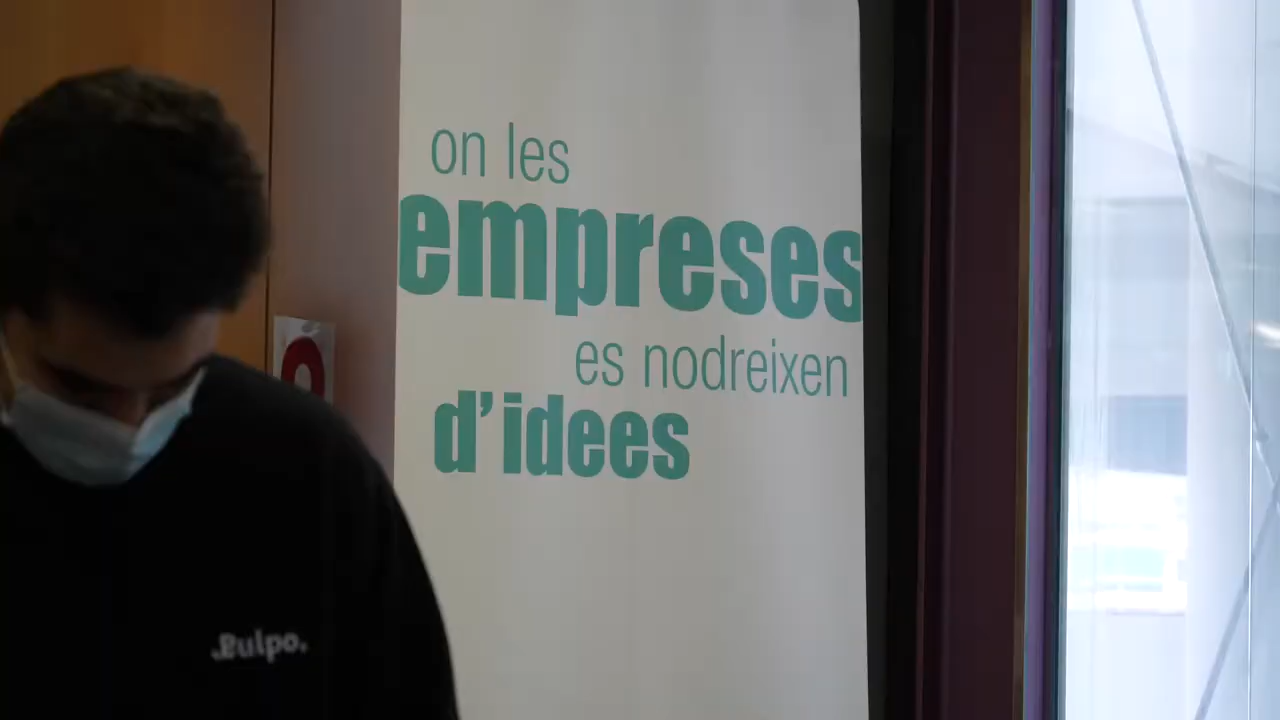 on les
empreses
es nodreixen
d'idees
.Pulpo.